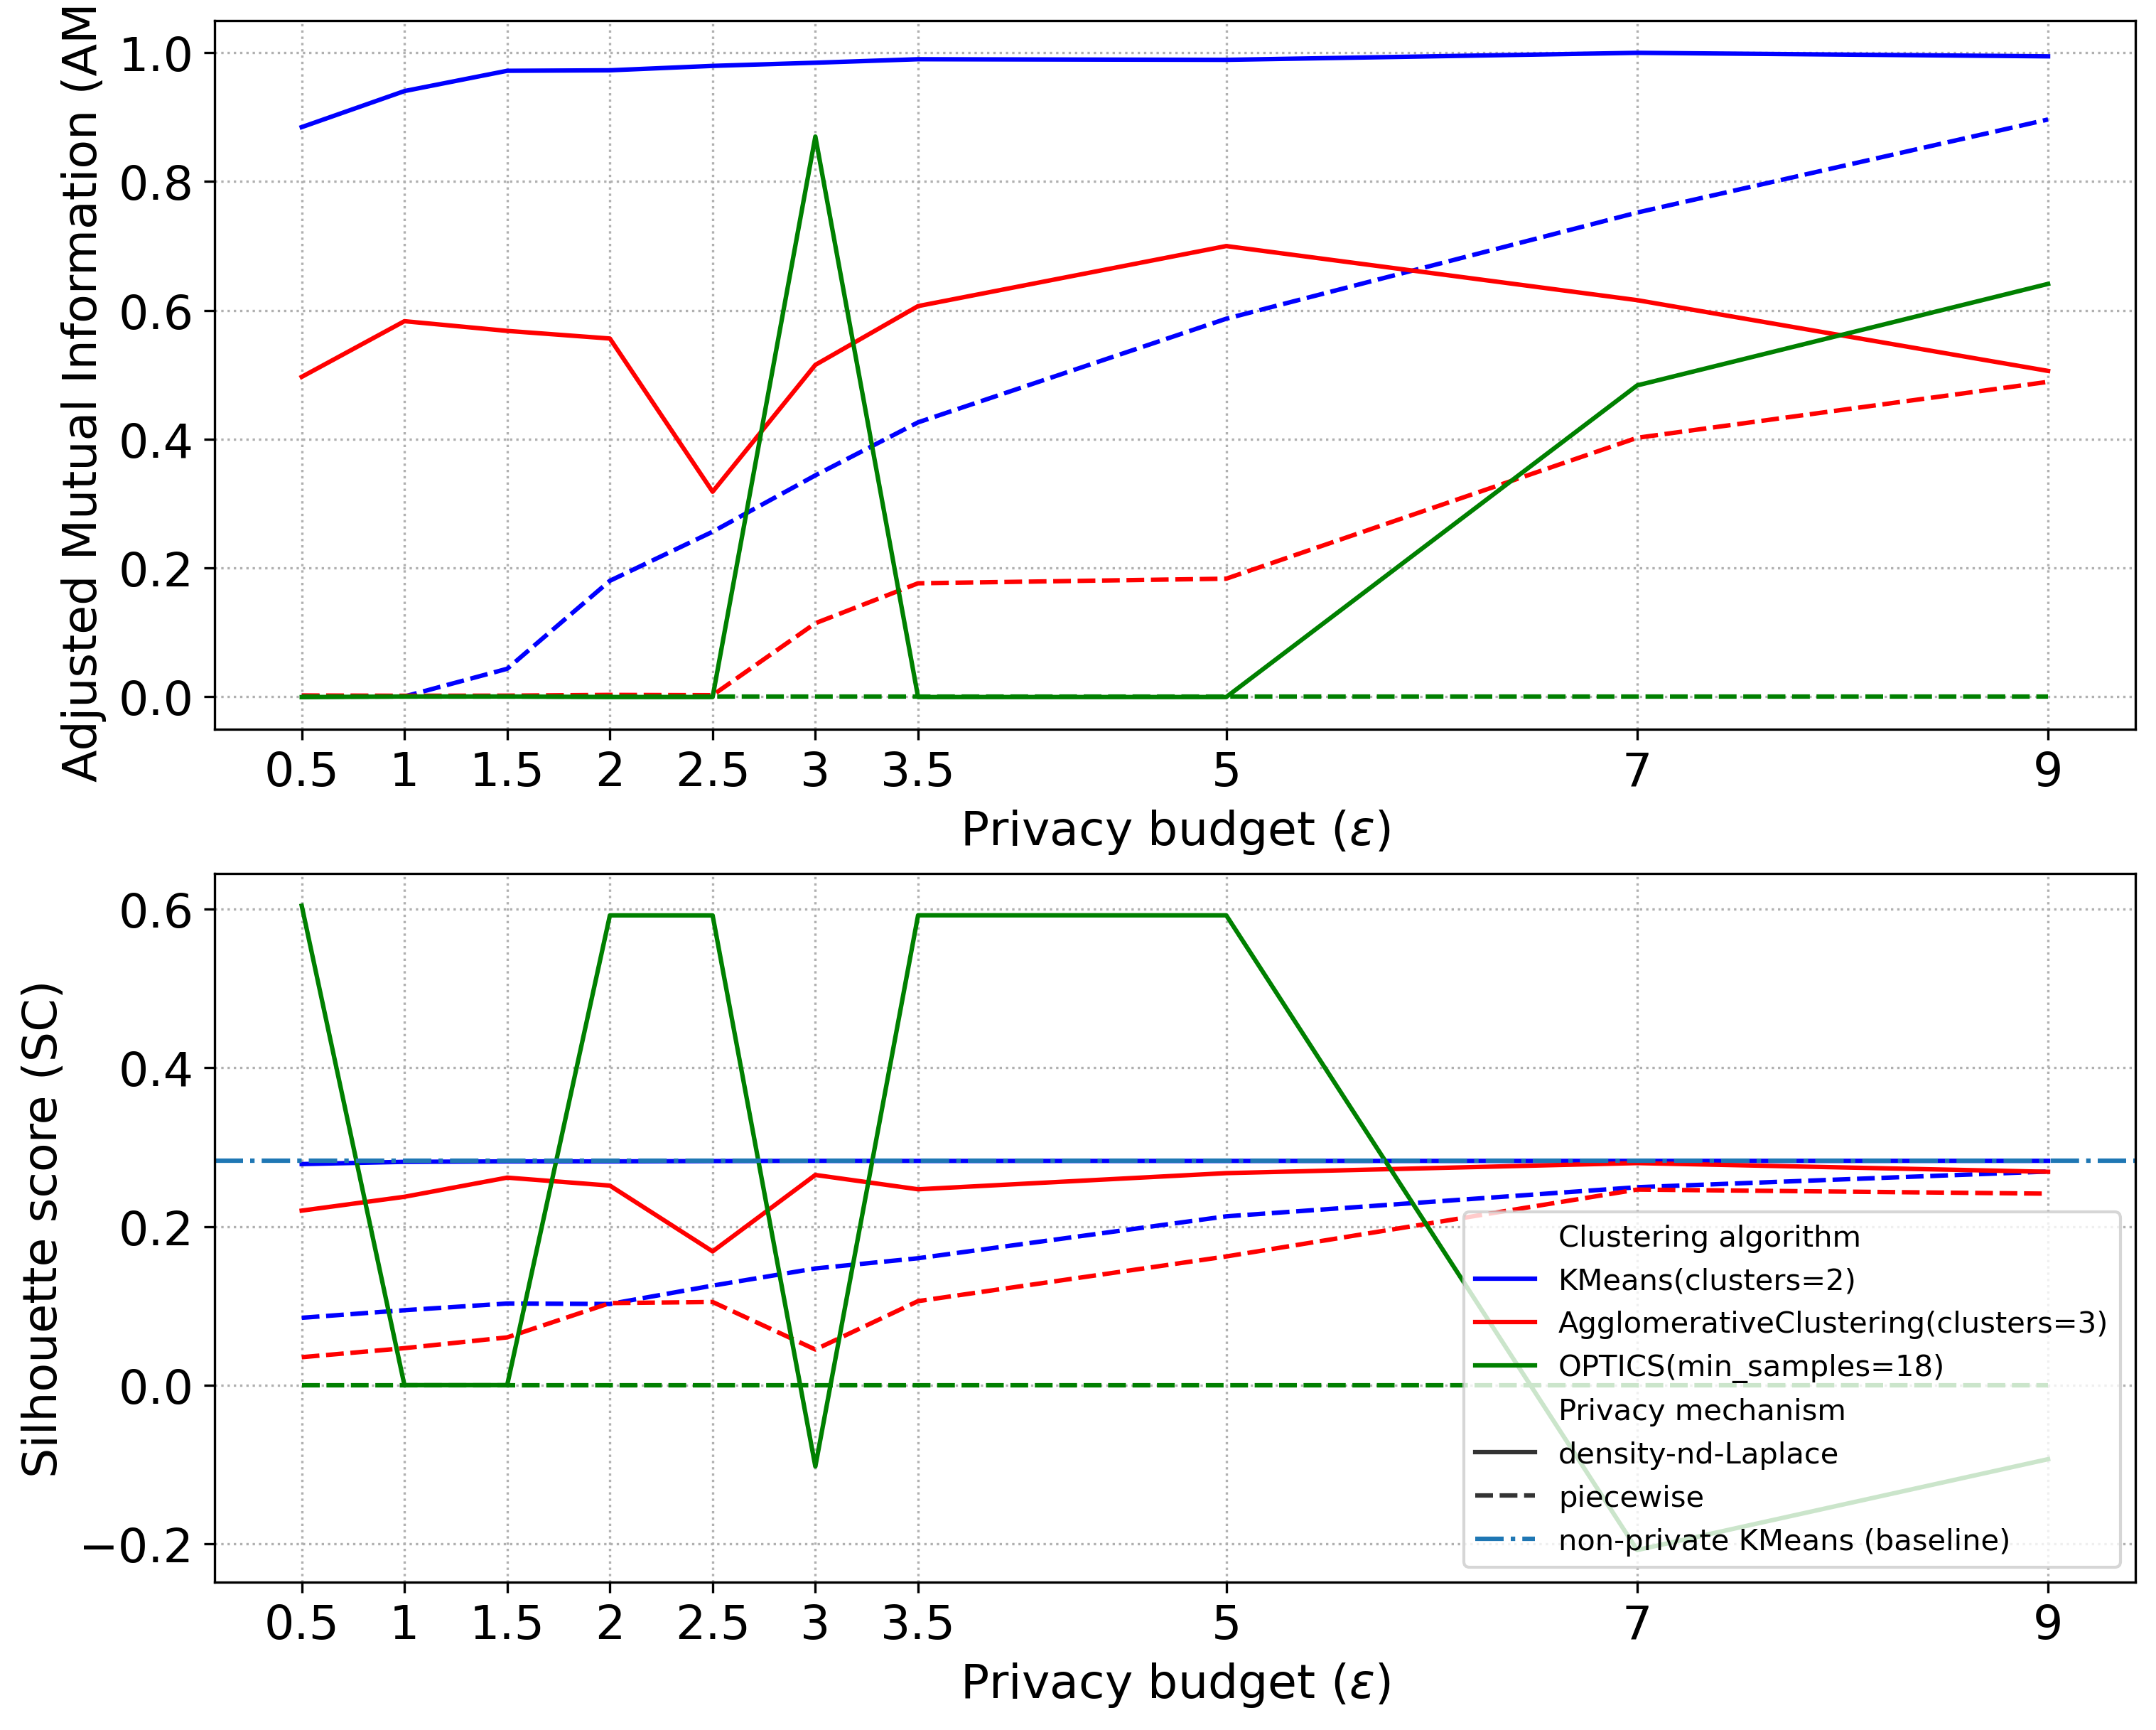 Adjusted Mutual Information (AM
1.0
0.8
0.6
0.4
0.2
0.0
0.5 1 1.5 2 2.5 3 3.5 5 7 9
Privacy budget (ε)
Silhouette score (SC)
0.6
0.4
0.2
0.0
−0.2
Clustering algorithm
KMeans(clusters=2)
AgglomerativeClustering(clusters=3)
OPTICS(min_samples=18)
Privacy mechanism
density-nd-Laplace
piecewise
non-private KMeans (baseline)
0.5 1 1.5 2 2.5 3 3.5 5 7 9
Privacy budget (ε)